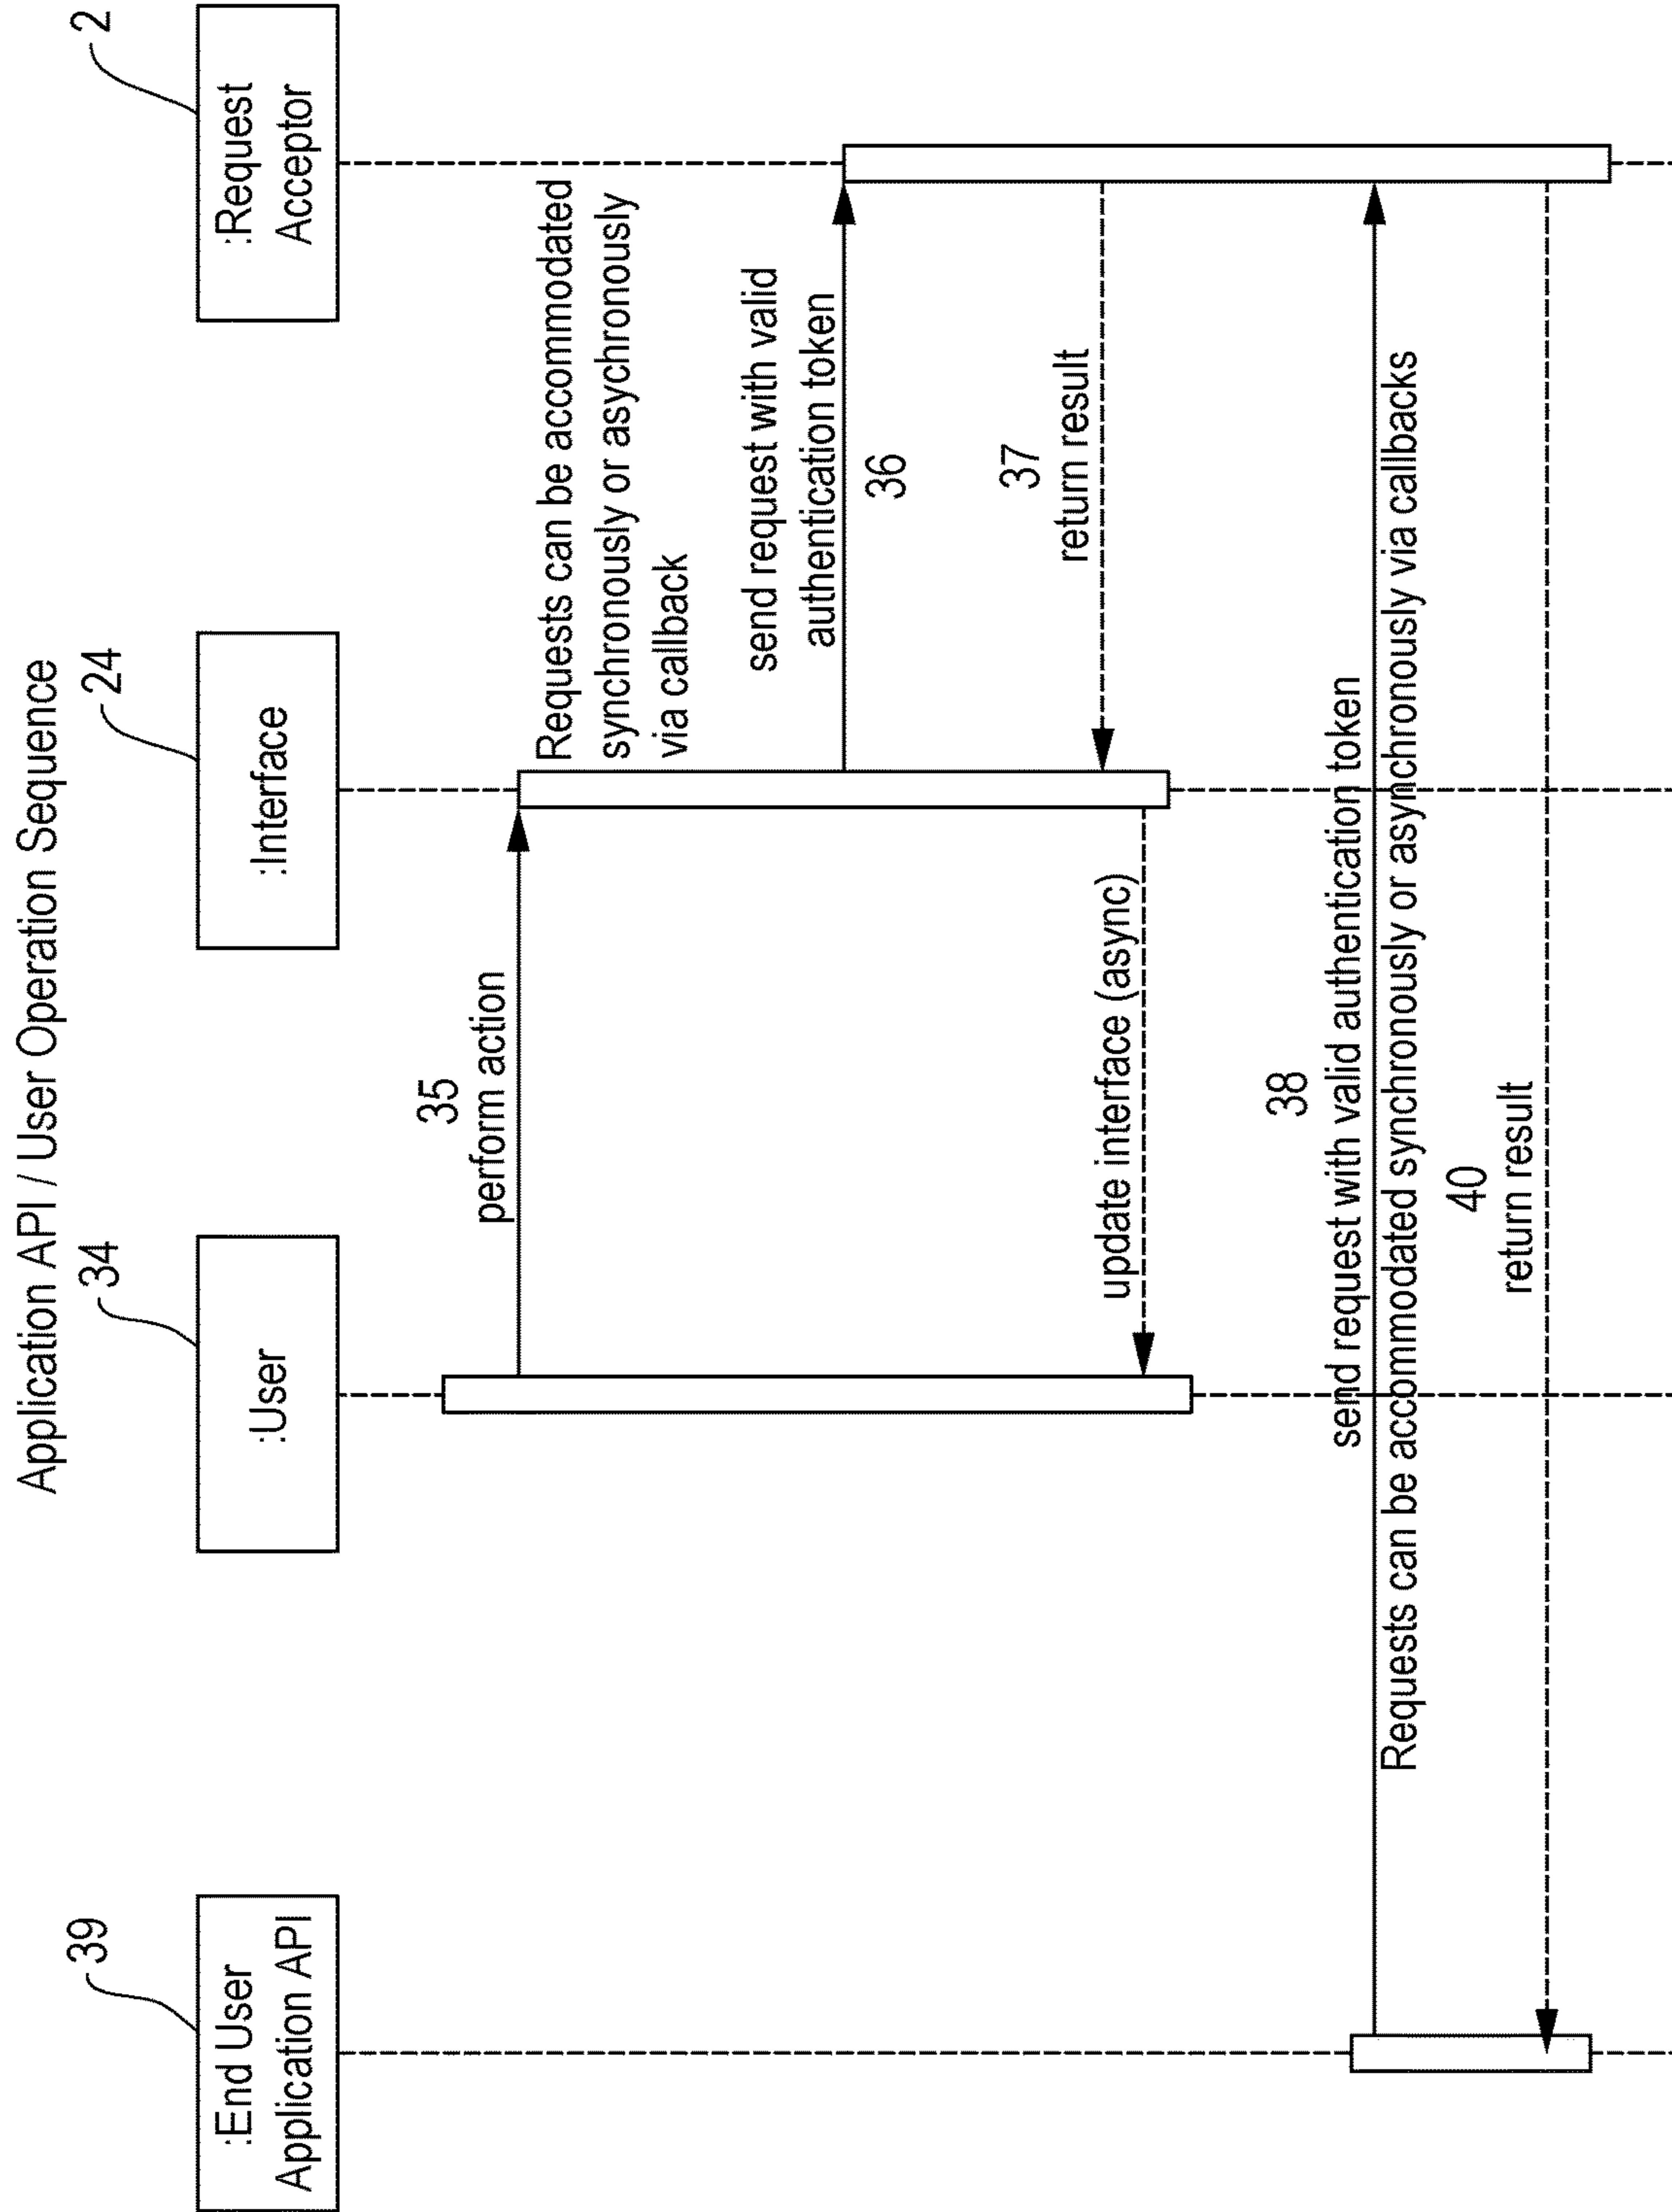 Application API / User Operation Sequence
39
:End User
Application API
34
:User
24
:Interface
2
:Request
Acceptor
35
perform action
Requests can be accommodated
synchronously or asychronously
via callback
send request with valid
authentication token
36
37
return result
update interface (async)
38
send request with valid authentication token
Requests can be accommodated synchronously or asynchronously via callbacks
40
return result